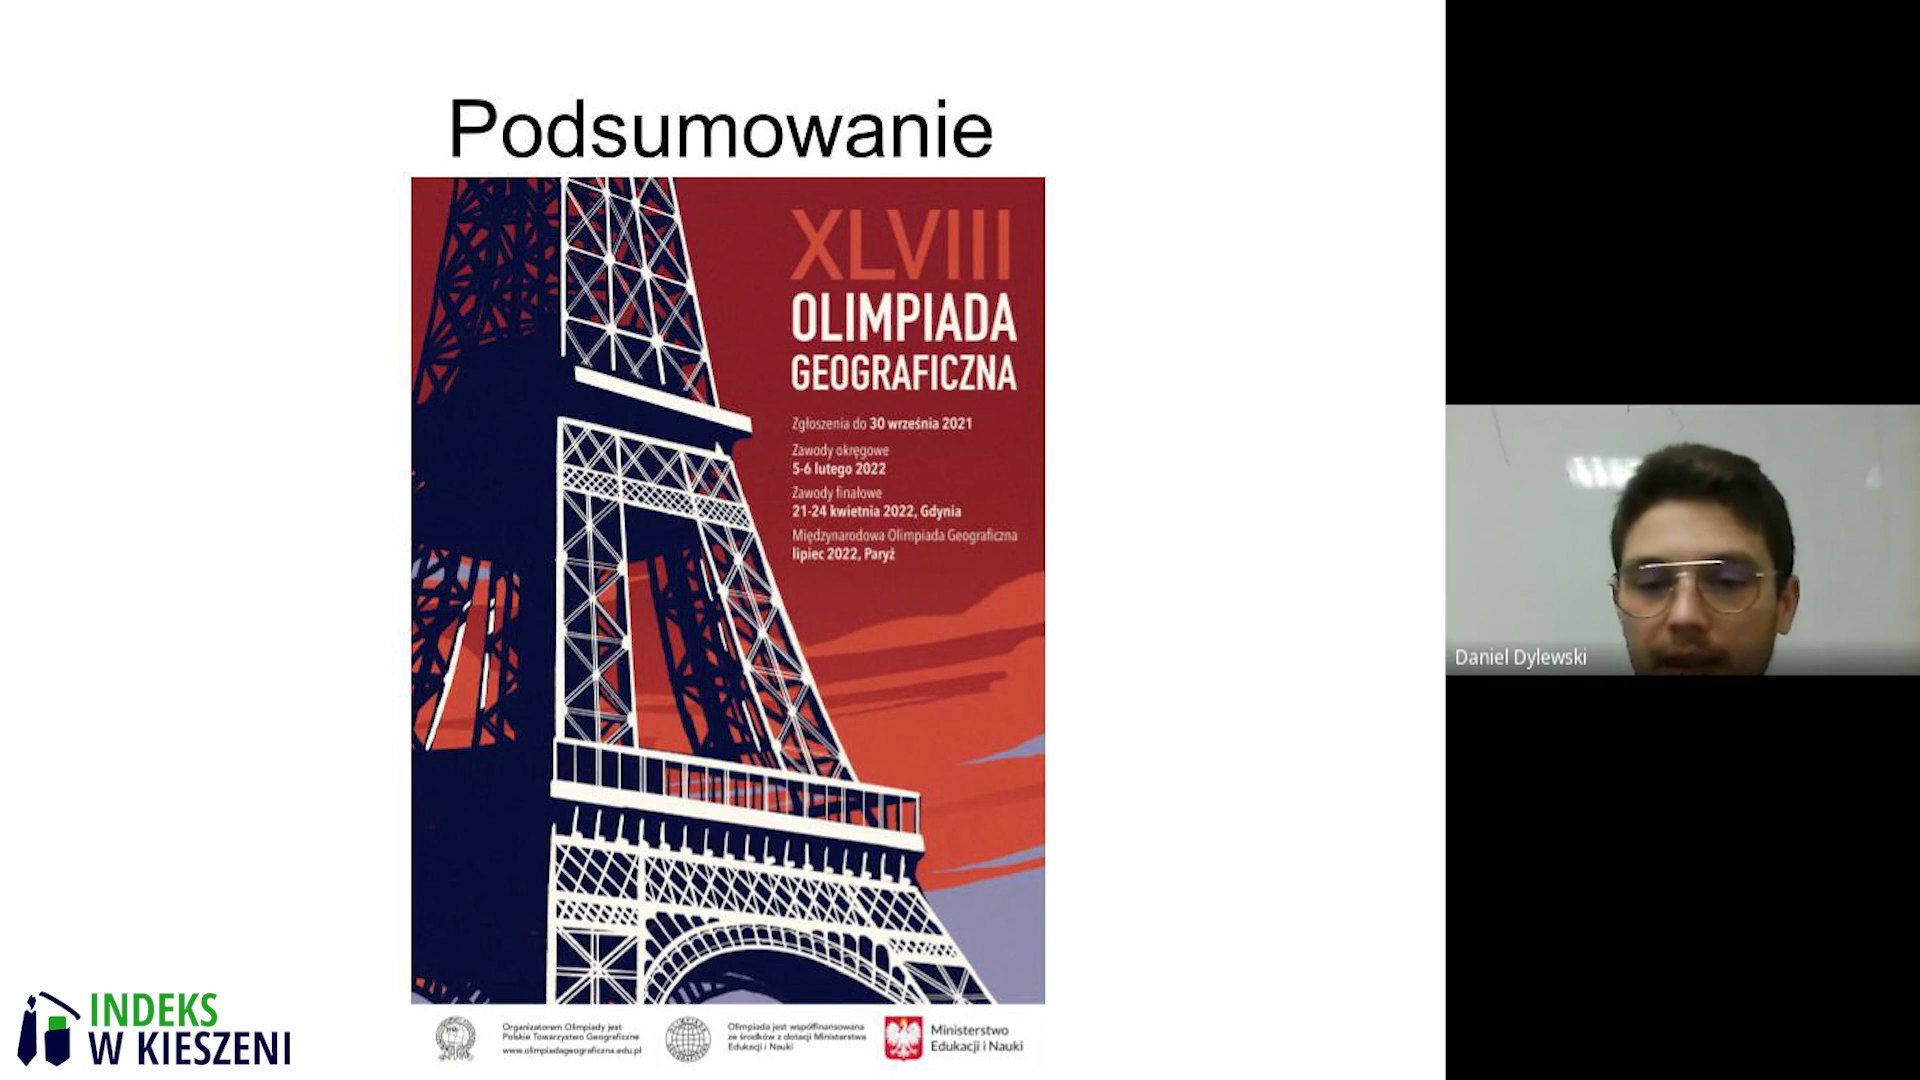 Podsumowanie
XLVIII
OLIMPIADA
GEOGRAFICZNA
Zgłoszenia do 30 września 2021
Zawody okręgowe
5-6 lutego 2022
Zawody finałowe
21-24 kwietnia 2022, Gdynia
Międzynarodowa Olimpiada Geograficzna
lipiec 2022, Paryż
Organizatorem Olimpiady jest
Polskie Towarzystwo Geograficzne
www.olimpiadageograficzna.edu.pl
Olimpiada jest współfinansowana
ze środków z dotacji Ministerstwa
Edukacji i Nauki
Ministerstwo
Edukacji i Nauki
INDEKS
W KIESZENI
Daniel Dylewski